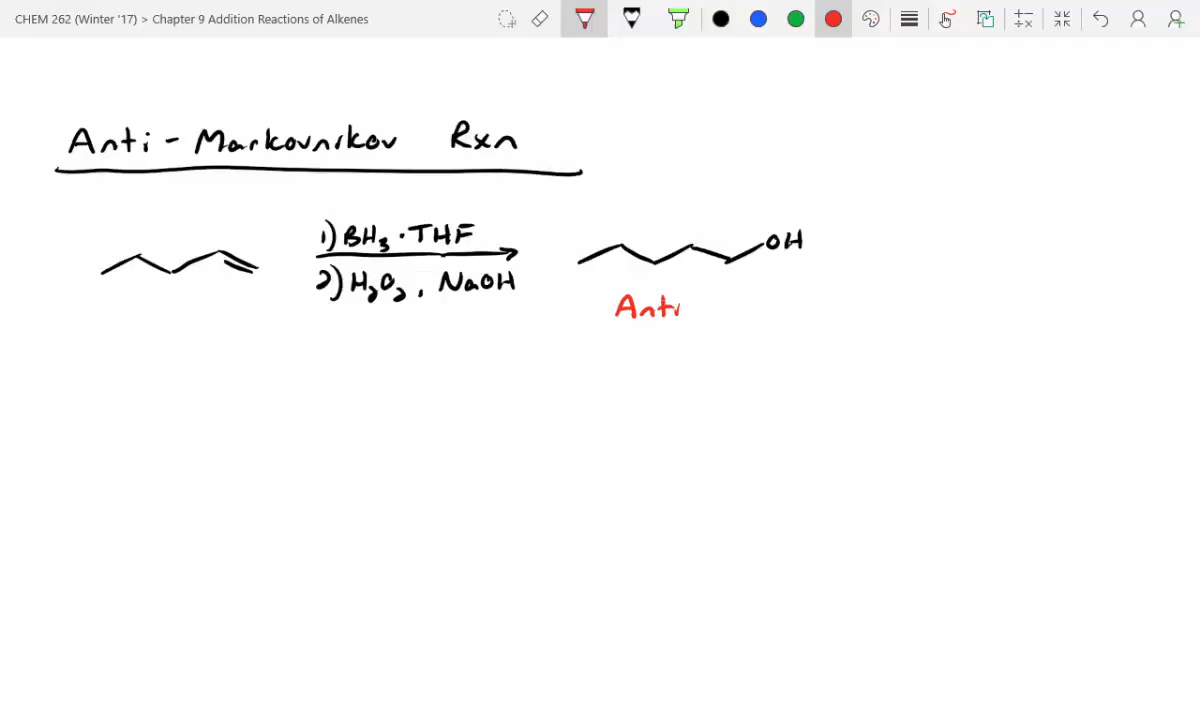 CHEM 262 (Winter '17) > Chapter 9 Addition Reactions of Alkenes
Anti-Markovnikov Rxn
1) BH₃ · THF
2) H₂O₂, NaOH
OH
Anti